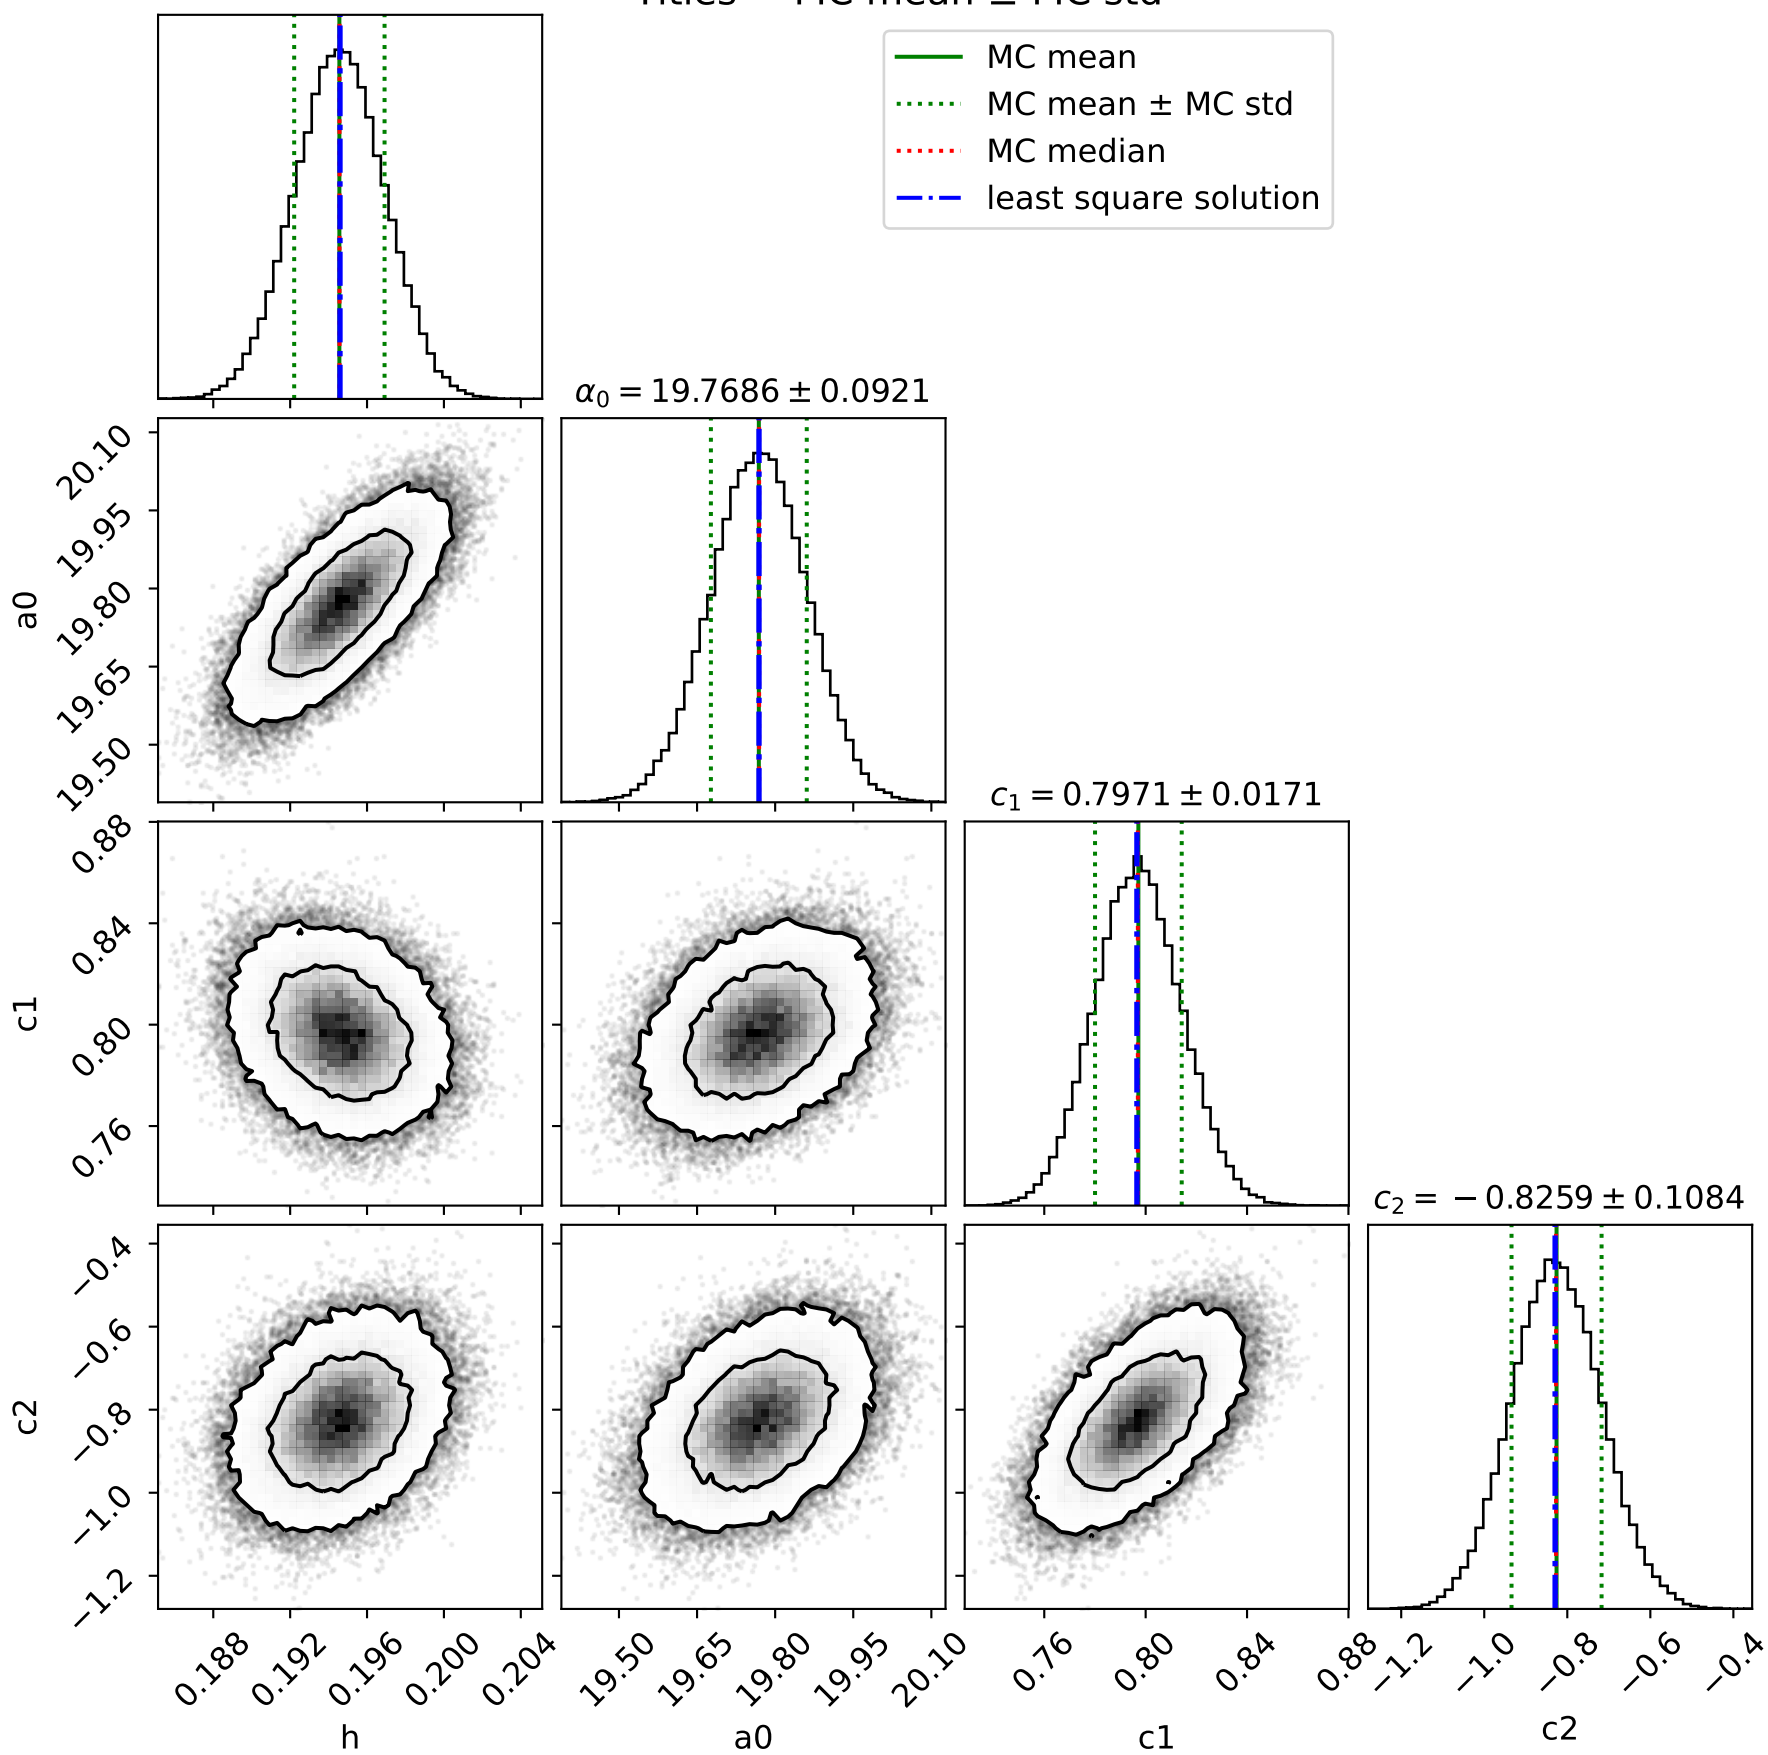 Titles = MC mean ± MC std
MC mean
MC mean ± MC std
MC median
least square solution
α₀ = 19.7686 ± 0.0921
20.10
19.95
19.80
19.65
19.50
a0
c₁ = 0.7971 ± 0.0171
0.88
0.84
0.80
0.76
c1
c₂ = −0.8259 ± 0.1084
−0.4
−0.6
−0.8
−1.0
−1.2
c2
0.188 0.192 0.196 0.200 0.204
19.50 19.65 19.80 19.95 20.10
0.76 0.80 0.84 0.88
−1.2 −1.0 −0.8 −0.6 −0.4
h
a0
c1
c2